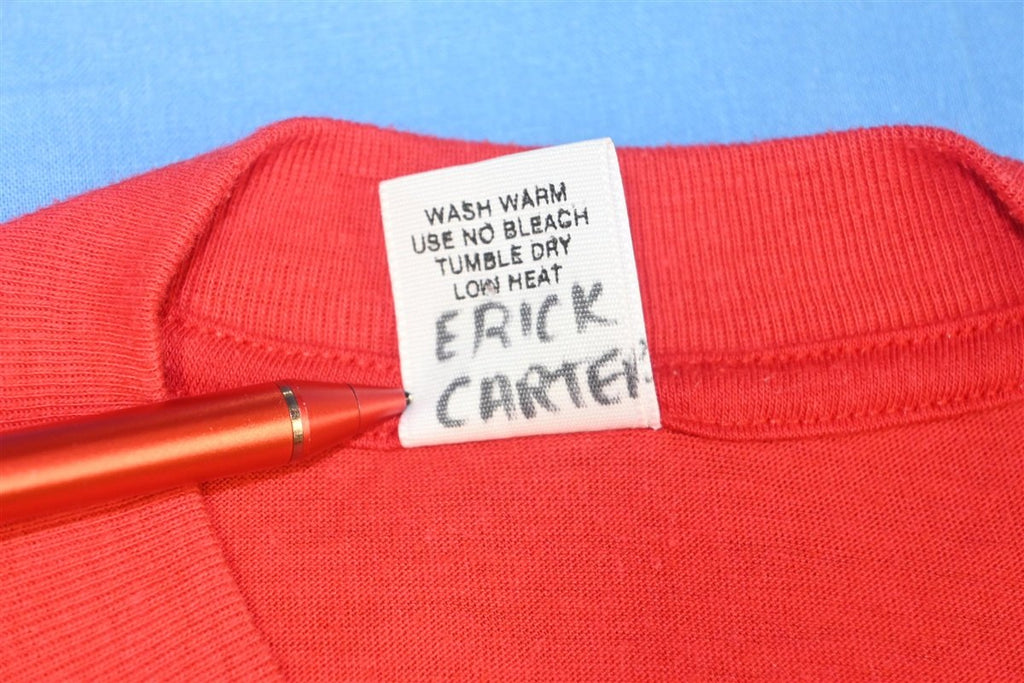 WASH WARM
USE NO BLEACH
TUMBLE DRY
LOW HEAT
ERICK
CARTER